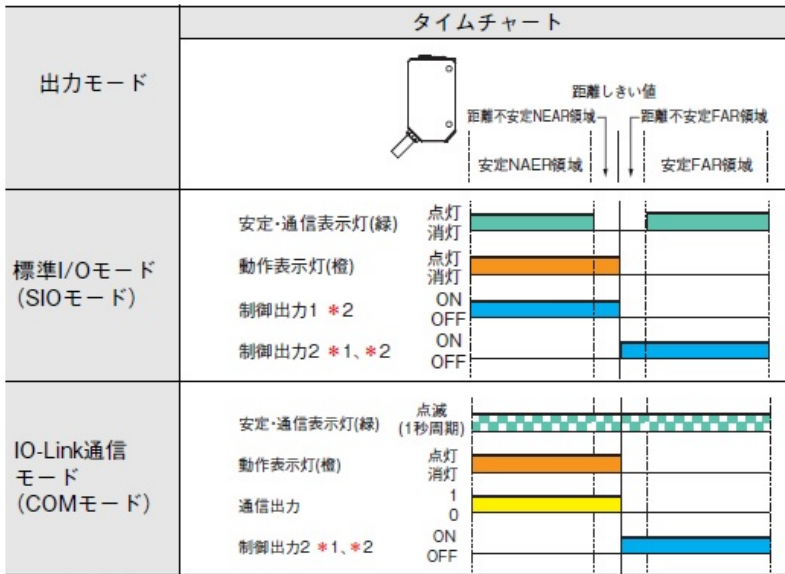 タイムチャート
出力モード
距離しきい値
距離不安定NEAR領域
距離不安定FAR領域
安定NAER領域
安定FAR領域
標準I/Oモード
(SIOモード)
安定・通信表示灯(緑)
点灯
消灯
動作表示灯(橙)
点灯
消灯
制御出力1 *2
ON
OFF
制御出力2 *1、*2
ON
OFF
IO-Link通信
モード
(COMモード)
安定・通信表示灯(緑)
点滅
(1秒周期)
動作表示灯(橙)
点灯
消灯
通信出力
1
0
制御出力2 *1、*2
ON
OFF